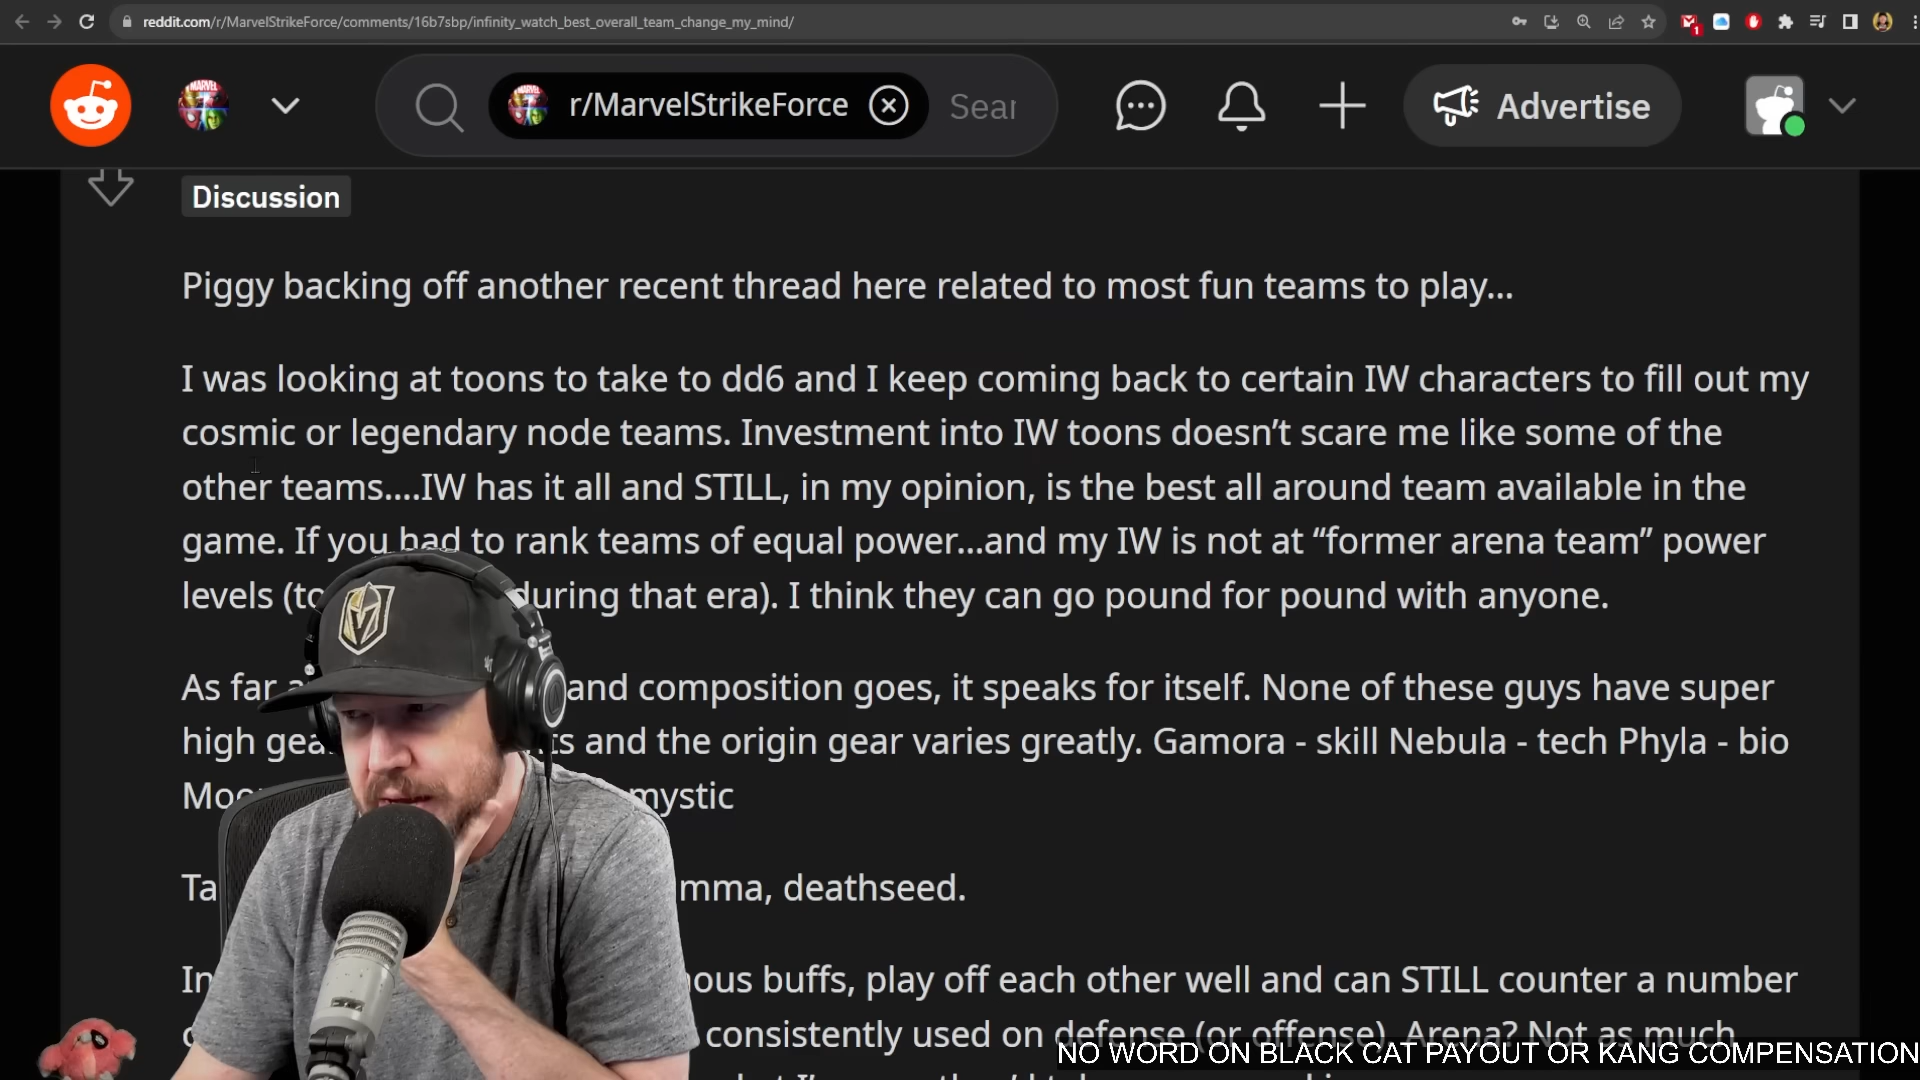 reddit.com/r/MarvelStrikeForce/comments/16b7sbp/infinity_watch_best_overall_team_change_my_mind/
1
MARVEL
r/MarvelStrikeForce
Sear
Advertise
Discussion
Piggy backing off another recent thread here related to most fun teams to play...
I was looking at toons to take to dd6 and I keep coming back to certain IW characters to fill out my
cosmic or legendary node teams. Investment into IW toons doesn't scare me like some of the
other teams....IW has it all and STILL, in my opinion, is the best all around team available in the
game. If you had to rank teams of equal power...and my IW is not at “former arena team” power
levels during that era). I think they can go pound for pound with anyone.
As far and composition goes, it speaks for itself. None of these guys have super
high and the origin gear varies greatly. Gamora - skill Nebula - tech Phyla - bio
mystic
deathseed.
buffs, play off each other well and can STILL counter a number
consistently used on defense (or offense). Arena? Not as much
NO WORD ON BLACK CAT PAYOUT OR KANG COMPENSATION